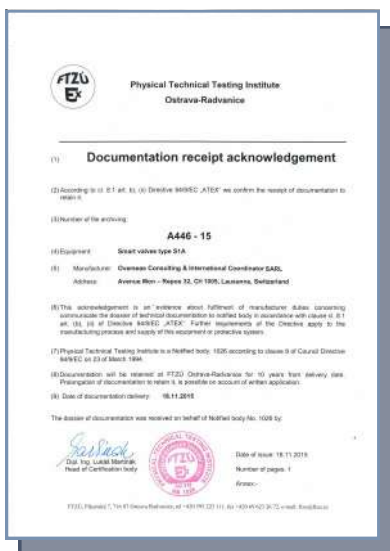 FTZÚ
Ex
Physical Technical Testing Institute
Ostrava-Radvanice
(1) Documentation receipt acknowledgement
(2) According to cl. 8.1 art. b), (ii) Directive 94/9/EC „ATEX" we confirm the receipt of documentation to
retain it.
(3) Number of file archiving:
A446 - 15
(4) Equipment Smart valves type S1A
(5) Manufacturer Overseas Consulting & International Coordinator SARL
Address Avenue Mon – Repos 32, CH 1005, Lausanne, Switzerland
(6) This acknowledgement is an evidence about fulfilment of manufacturer duties concerning
communicate the dossier of technical documentation to notified body in accordance with clause cl. 8.1
art. (b), (ii) of Directive 94/9/EC „ATEX". Further requirements of the Directive apply to the
manufacturing process and supply of this equipment or protective system.
(7) Physical Technical Testing Institute is a Notified body, 1026 according to clause 9 of Council Directive
94/9/EC on 23 of March 1994.
(8) Documentation will be retained at FTZÚ Ostrava-Radvanice for 10 years from delivery date.
Prolongation of documentation to retain it, is possible on account of written application.
(9) Date of documentation delivery: 18.11.2015
The dossier of documentation was received on behalf of Notified body No. 1026 by:
Dipl. Ing. Lukáš Martinák
Head of Certification body
PHYSICAL TECHNICAL TESTING INSTITUTE
FTZÚ
Date of issue: 18.11.2015
Number of pages: 1
Annex:-